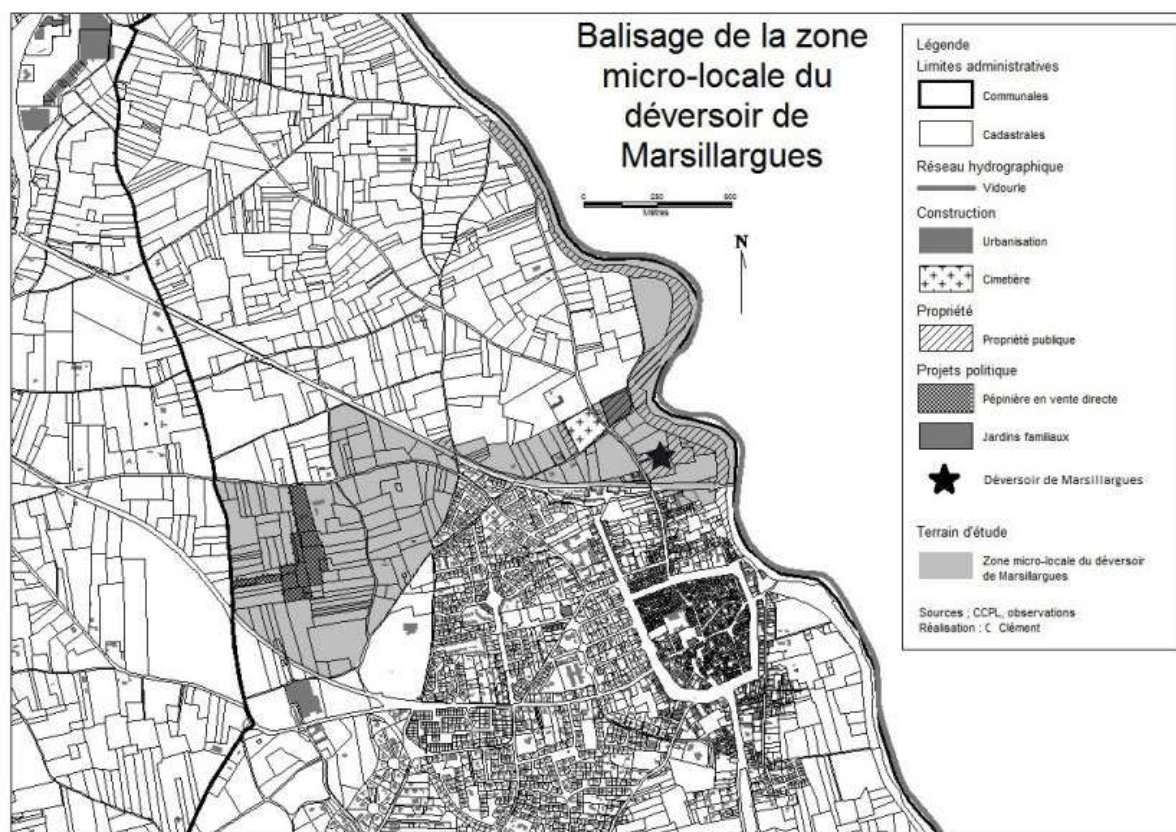 Balisage de la zone
micro-locale du
déversoir de
Marsillargues
0 250 500
Mètres
N
Légende
Limites administratives
Communales
Cadastrales
Réseau hydrographique
Vidourle
Construction
Urbanisation
Cimetière
Propriété
Propriété publique
Projets politique
Pépinière en vente directe
Jardins familiaux
Déversoir de Marsillargues
Terrain d'étude
Zone micro-locale du déversoir
de Marsillargues
Sources : CCPL, observations
Réalisation : C Clément